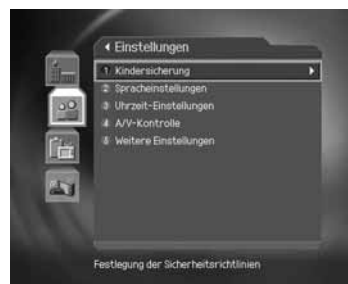 Einstellungen
1 Kindersicherung
2 Spracheinstellungen
3 Uhrzeit-Einstellungen
4 A/V-Kontrolle
5 Weitere Einstellungen
Festlegung der Sicherheitsrichtlinien